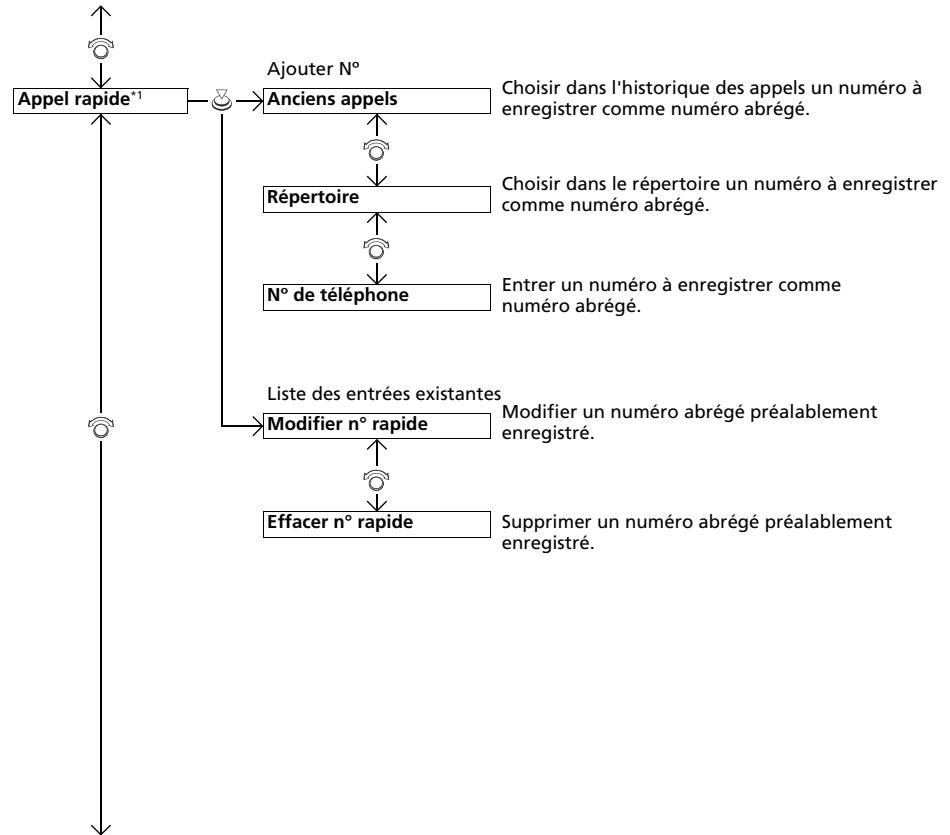 Ajouter Nº
Appel rapide*1
Anciens appels
Choisir dans l'historique des appels un numéro à
enregistrer comme numéro abrégé.
Répertoire
Choisir dans le répertoire un numéro à enregistrer
comme numéro abrégé.
Nº de téléphone
Entrer un numéro à enregistrer comme
numéro abrégé.
Liste des entrées existantes
Modifier n° rapide
Modifier un numéro abrégé préalablement
enregistré.
Effacer n° rapide
Supprimer un numéro abrégé préalablement
enregistré.